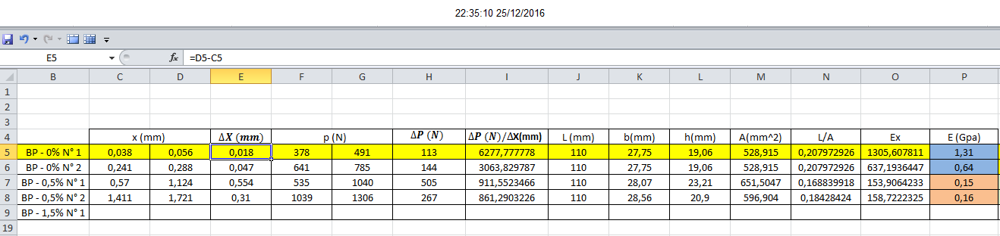 22:35:10 25/12/2016
E5 fx =D5-C5
B C D E F G H I J K L M N O P
1
2
3
4 x (mm) ΔX (mm) p (N) ΔP (N) ΔP (N)/ΔX(mm) L (mm) b(mm) h(mm) A(mm^2) L/A Ex E (Gpa)
5 BP - 0% N° 1 0,038 0,056 0,018 378 491 113 6277,777778 110 27,75 19,06 528,915 0,207972926 1305,607811 1,31
6 BP - 0% N° 2 0,241 0,288 0,047 641 785 144 3063,829787 110 27,75 19,06 528,915 0,207972926 637,1936447 0,64
7 BP - 0,5% N° 1 0,57 1,124 0,554 535 1040 505 911,5523466 110 28,07 23,21 651,5047 0,168839918 153,9064233 0,15
8 BP - 0,5% N° 2 1,411 1,721 0,31 1039 1306 267 861,2903226 110 28,56 20,9 596,904 0,18428424 158,7222325 0,16
9 BP - 1,5% N° 1
19